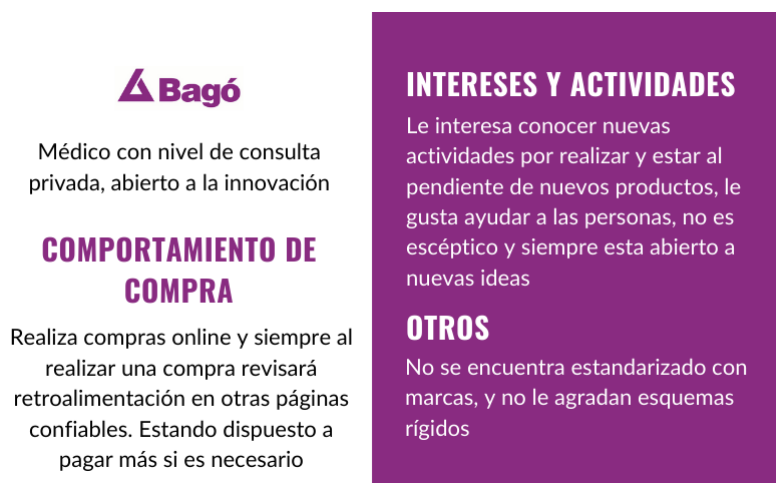 Bagó
Médico con nivel de consulta
privada, abierto a la innovación
COMPORTAMIENTO DE
COMPRA
Realiza compras online y siempre al
realizar una compra revisará
retroalimentación en otras páginas
confiables. Estando dispuesto a
pagar más si es necesario
INTERESES Y ACTIVIDADES
Le interesa conocer nuevas
actividades por realizar y estar al
pendiente de nuevos productos, le
gusta ayudar a las personas, no es
escéptico y siempre esta abierto a
nuevas ideas
OTROS
No se encuentra estandarizado con
marcas, y no le agradan esquemas
rígidos